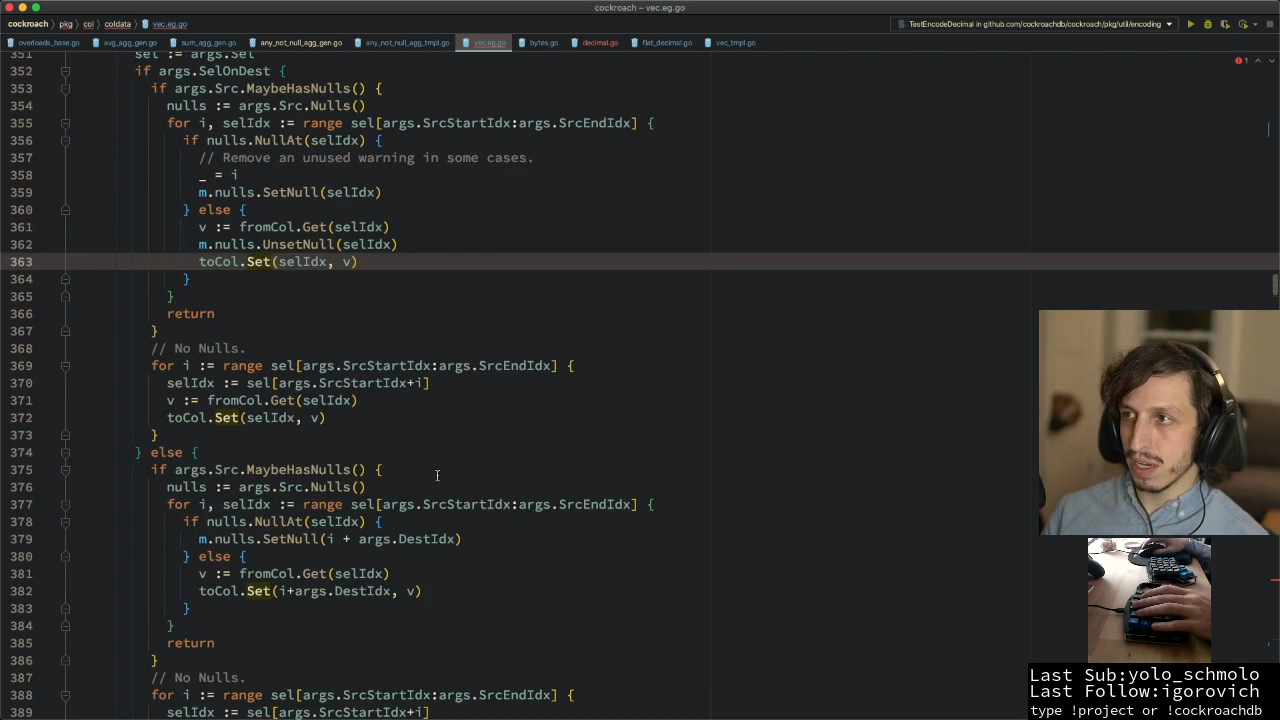 cockroach – vec.eg.go
cockroach › pkg › col › coldata › vec.eg.go
TestEncodeDecimal in github.com/cockroachdb/cockroach/pkg/util/encoding
overloads_base.go
avg_agg_gen.go
sum_agg_gen.go
any_not_null_agg_gen.go
any_not_null_agg_tmpl.go
vec.eg.go
bytes.go
decimal.go
flat_decimal.go
vec_tmpl.go
1
351 sel := args.Sel
352 if args.SelOnDest {
353 if args.Src.MaybeHasNulls() {
354 nulls := args.Src.Nulls()
355 for i, selIdx := range sel[args.SrcStartIdx:args.SrcEndIdx] {
356 if nulls.NullAt(selIdx) {
357 // Remove an unused warning in some cases.
358 _ = i
359 m.nulls.SetNull(selIdx)
360 } else {
361 v := fromCol.Get(selIdx)
362 m.nulls.UnsetNull(selIdx)
363 toCol.Set(selIdx, v)
364 }
365 }
366 return
367 }
368 // No Nulls.
369 for i := range sel[args.SrcStartIdx:args.SrcEndIdx] {
370 selIdx := sel[args.SrcStartIdx+i]
371 v := fromCol.Get(selIdx)
372 toCol.Set(selIdx, v)
373 }
374 } else {
375 if args.Src.MaybeHasNulls() {
376 nulls := args.Src.Nulls()
377 for i, selIdx := range sel[args.SrcStartIdx:args.SrcEndIdx] {
378 if nulls.NullAt(selIdx) {
379 m.nulls.SetNull(i + args.DestIdx)
380 } else {
381 v := fromCol.Get(selIdx)
382 toCol.Set(i+args.DestIdx, v)
383 }
384 }
385 return
386 }
387 // No Nulls.
388 for i := range sel[args.SrcStartIdx:args.SrcEndIdx] {
389 selIdx := sel[args.SrcStartIdx+i]
Last Sub:yolo_schmolo
Last Follow:igorovich
type !project or !cockroachdb